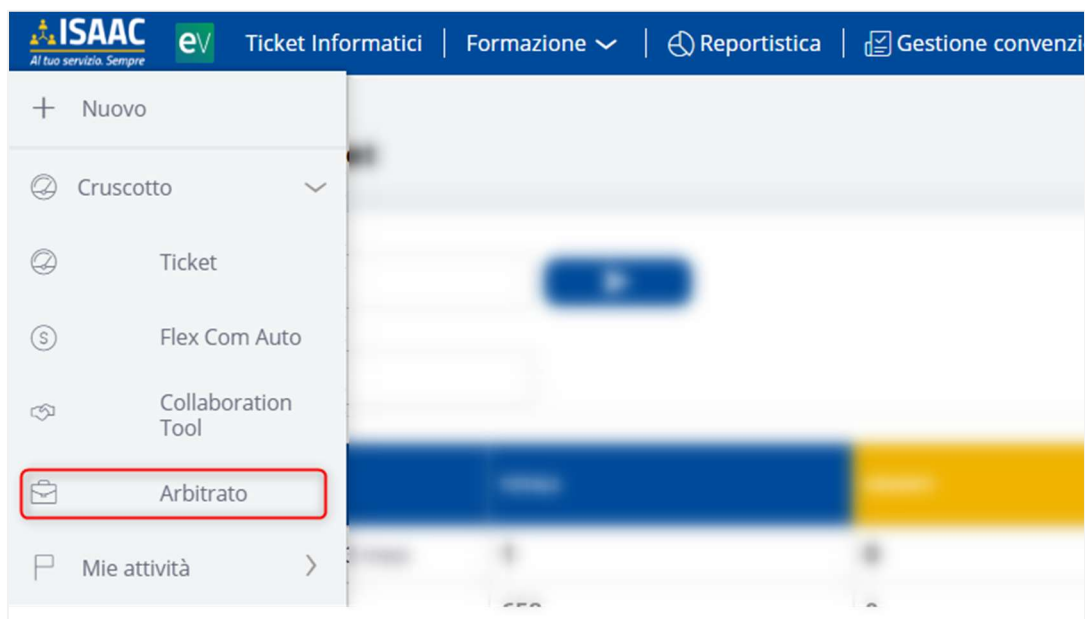 ISAAC
Al tuo servizio. Sempre
ev
Ticket Informatici
Formazione
Reportistica
Gestione convenzi
Nuovo
Cruscotto
Ticket
Flex Com Auto
Collaboration
Tool
Arbitrato
Mie attività